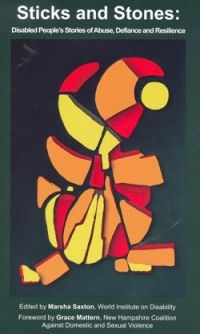 Sticks and Stones:
Disabled People's Stories of Abuse, Defiance and Resilience
Edited by Marsha Saxton, World Institute on Disability
Foreword by Grace Mattern, New Hampshire Coalition
Against Domestic and Sexual Violence